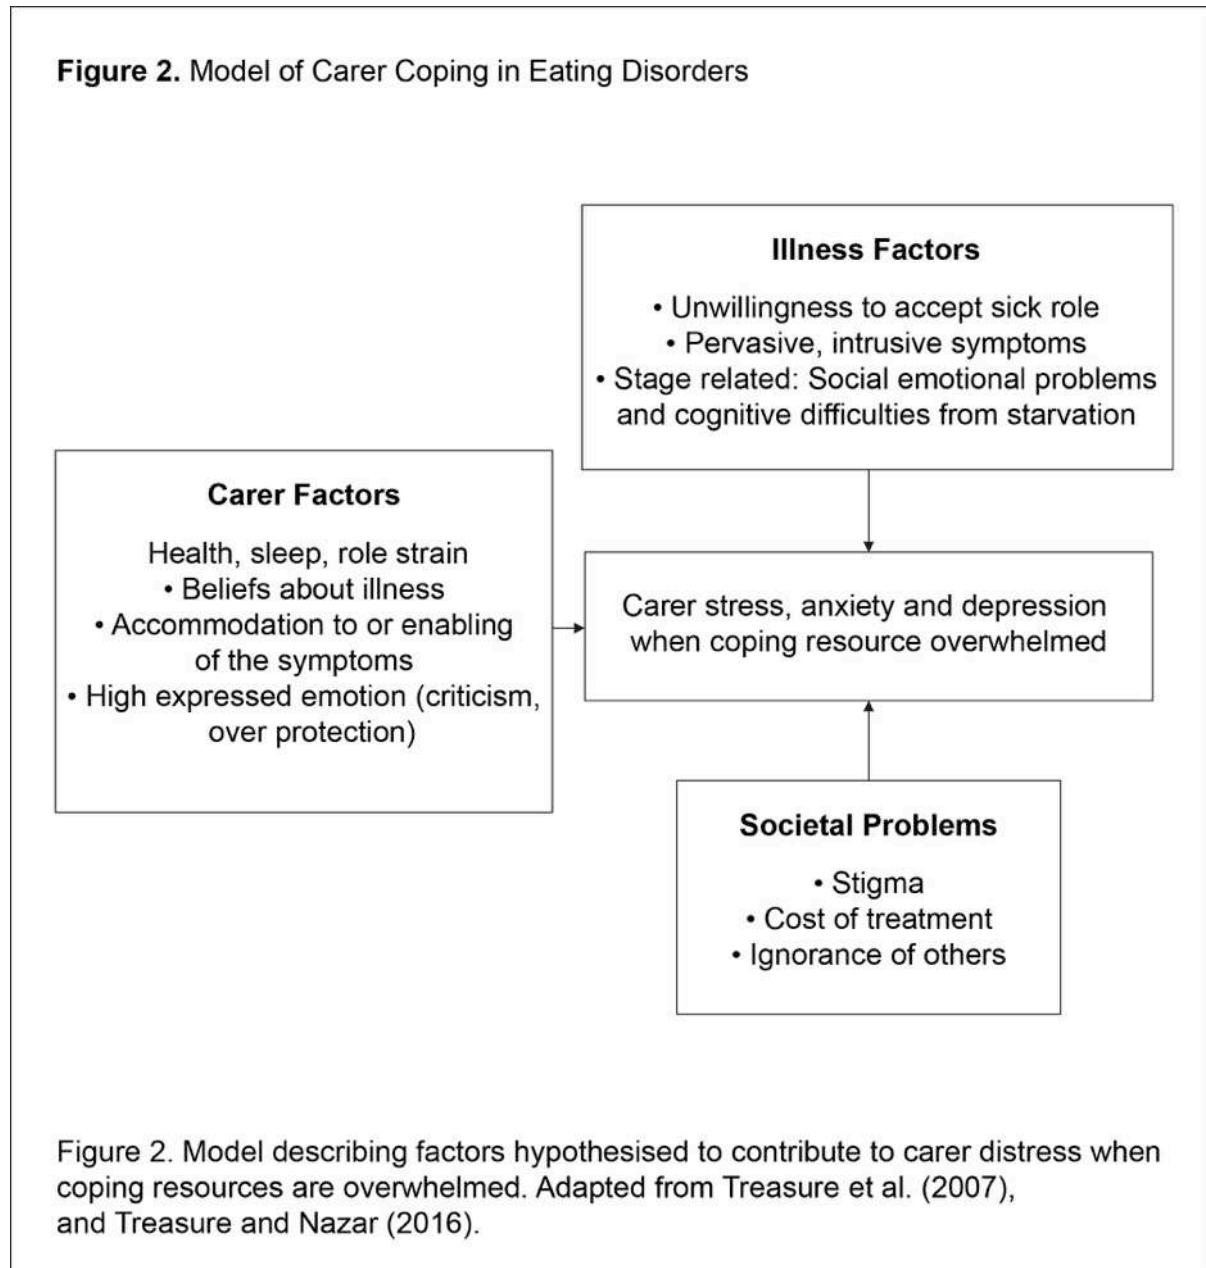 Figure 2. Model of Carer Coping in Eating Disorders
Illness Factors
• Unwillingness to accept sick role
• Pervasive, intrusive symptoms
• Stage related: Social emotional problems
and cognitive difficulties from starvation
Carer Factors
Health, sleep, role strain
• Beliefs about illness
• Accommodation to or enabling
of the symptoms
• High expressed emotion (criticism,
over protection)
Carer stress, anxiety and depression
when coping resource overwhelmed
Societal Problems
• Stigma
• Cost of treatment
• Ignorance of others
Figure 2. Model describing factors hypothesised to contribute to carer distress when
coping resources are overwhelmed. Adapted from Treasure et al. (2007),
and Treasure and Nazar (2016).